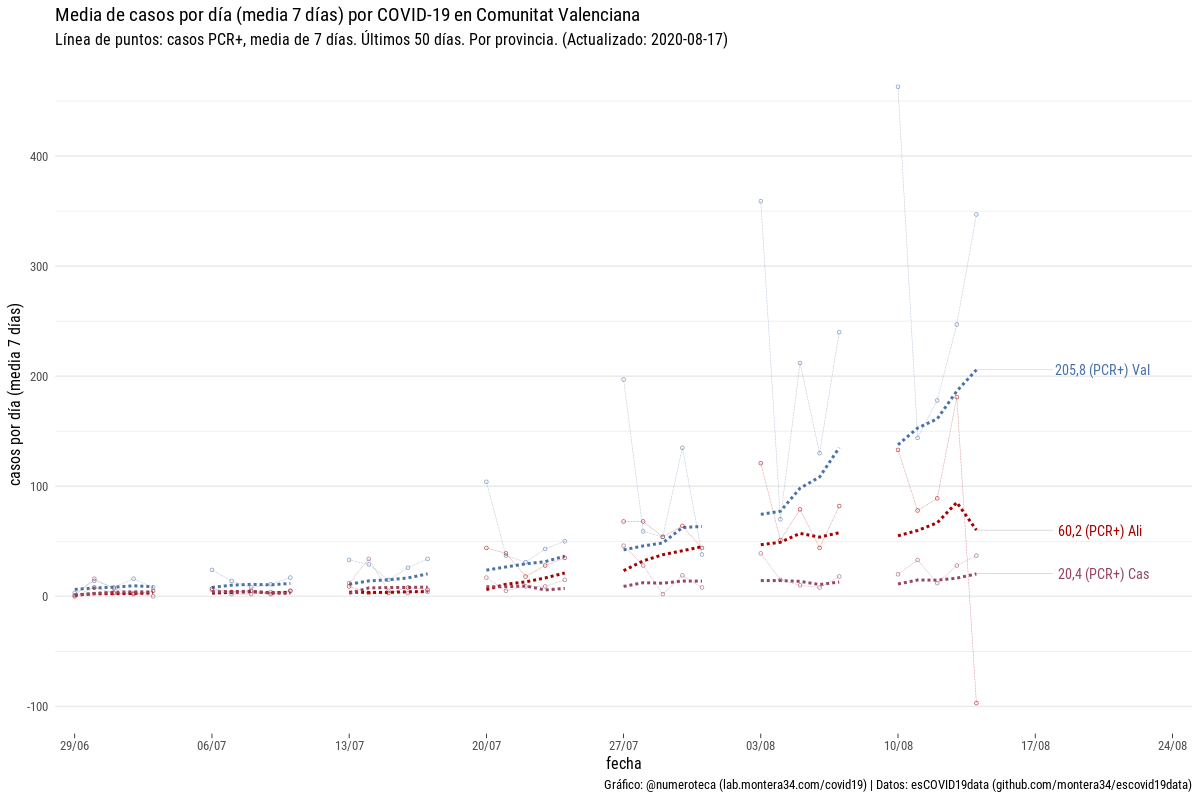 Media de casos por día (media 7 días) por COVID-19 en Comunitat Valenciana
Línea de puntos: casos PCR+, media de 7 días. Últimos 50 días. Por provincia. (Actualizado: 2020-08-17)
casos por día (media 7 días)
400
300
200
100
0
-100
205,8 (PCR+) Val
60,2 (PCR+) Ali
20,4 (PCR+) Cas
29/06
06/07
13/07
20/07
27/07
03/08
10/08
17/08
24/08
fecha
Gráfico: @numeroteca (lab.montera34.com/covid19) | Datos: esCOVID19data (github.com/montera34/escovid19data)